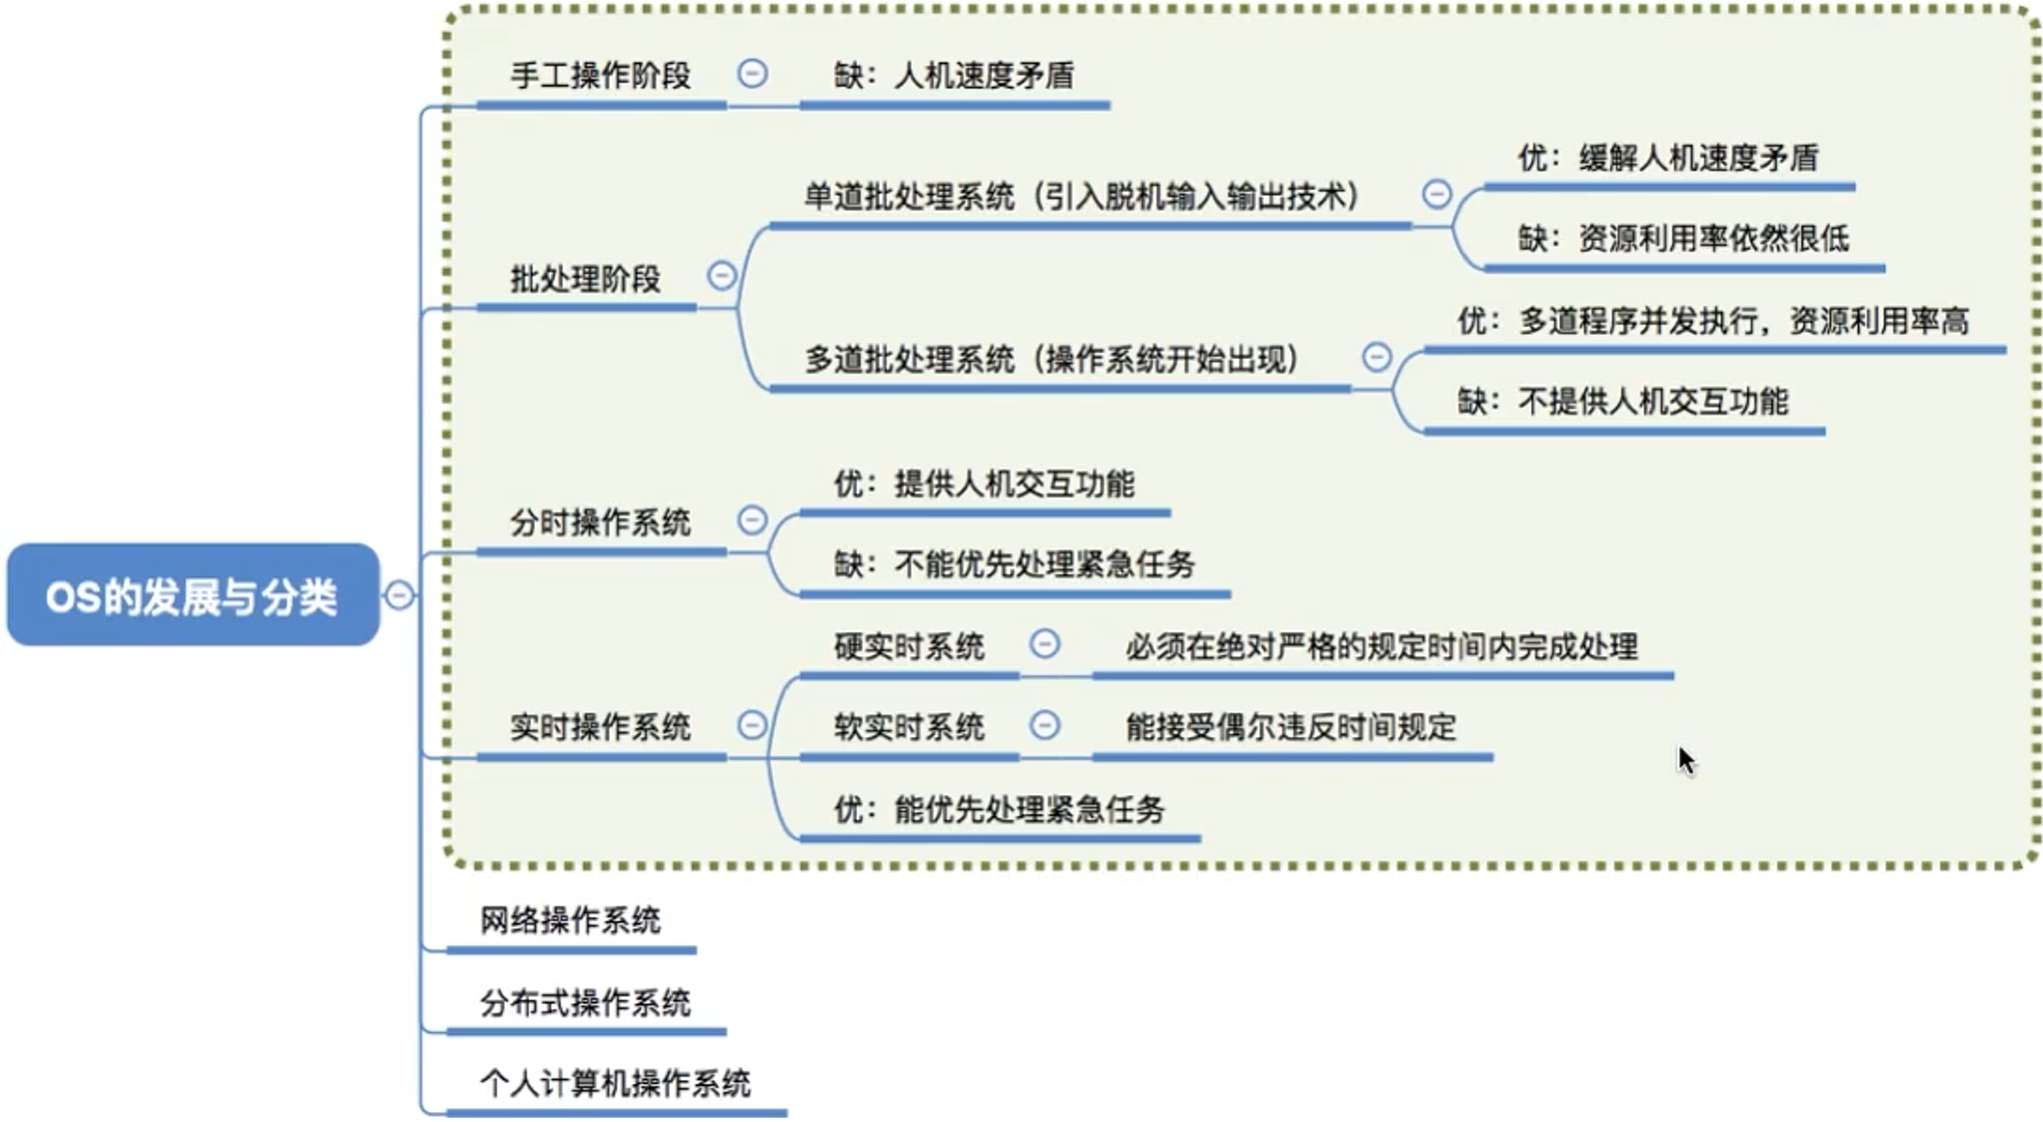 手工操作阶段
缺：人机速度矛盾
优：缓解人机速度矛盾
单道批处理系统（引入脱机输入输出技术）
缺：资源利用率依然很低
批处理阶段
优：多道程序并发执行，资源利用率高
多道批处理系统（操作系统开始出现）
缺：不提供人机交互功能
优：提供人机交互功能
分时操作系统
缺：不能优先处理紧急任务
OS的发展与分类
硬实时系统
必须在绝对严格的规定时间内完成处理
实时操作系统
软实时系统
能接受偶尔违反时间规定
优：能优先处理紧急任务
网络操作系统
分布式操作系统
个人计算机操作系统